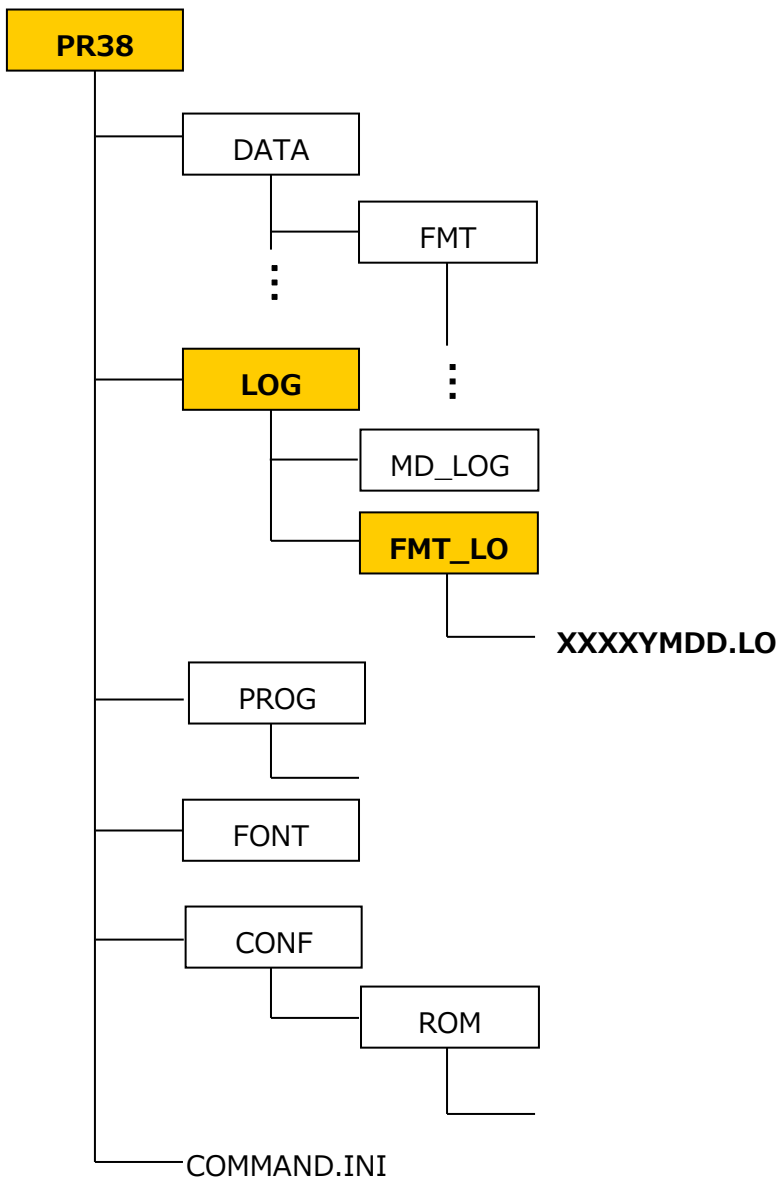 PR38
DATA
FMT
LOG
MD_LOG
FMT_LO
XXXXYMDD.LO
PROG
FONT
CONF
ROM
COMMAND.INI